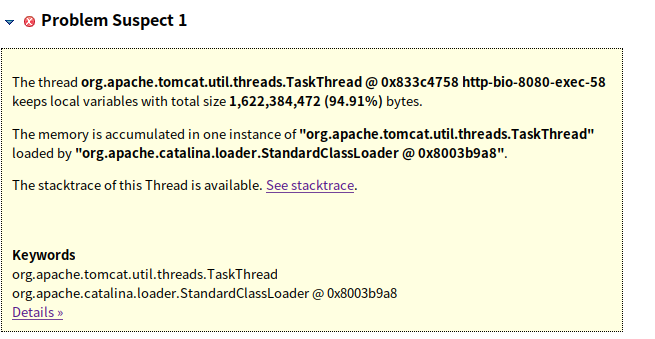 Problem Suspect 1
The thread org.apache.tomcat.util.threads.TaskThread @ 0x833c4758 http-bio-8080-exec-58
keeps local variables with total size 1,622,384,472 (94.91%) bytes.
The memory is accumulated in one instance of "org.apache.tomcat.util.threads.TaskThread"
loaded by "org.apache.catalina.loader.StandardClassLoader @ 0x8003b9a8".
The stacktrace of this Thread is available. See stacktrace.
Keywords
org.apache.tomcat.util.threads.TaskThread
org.apache.catalina.loader.StandardClassLoader @ 0x8003b9a8
Details »